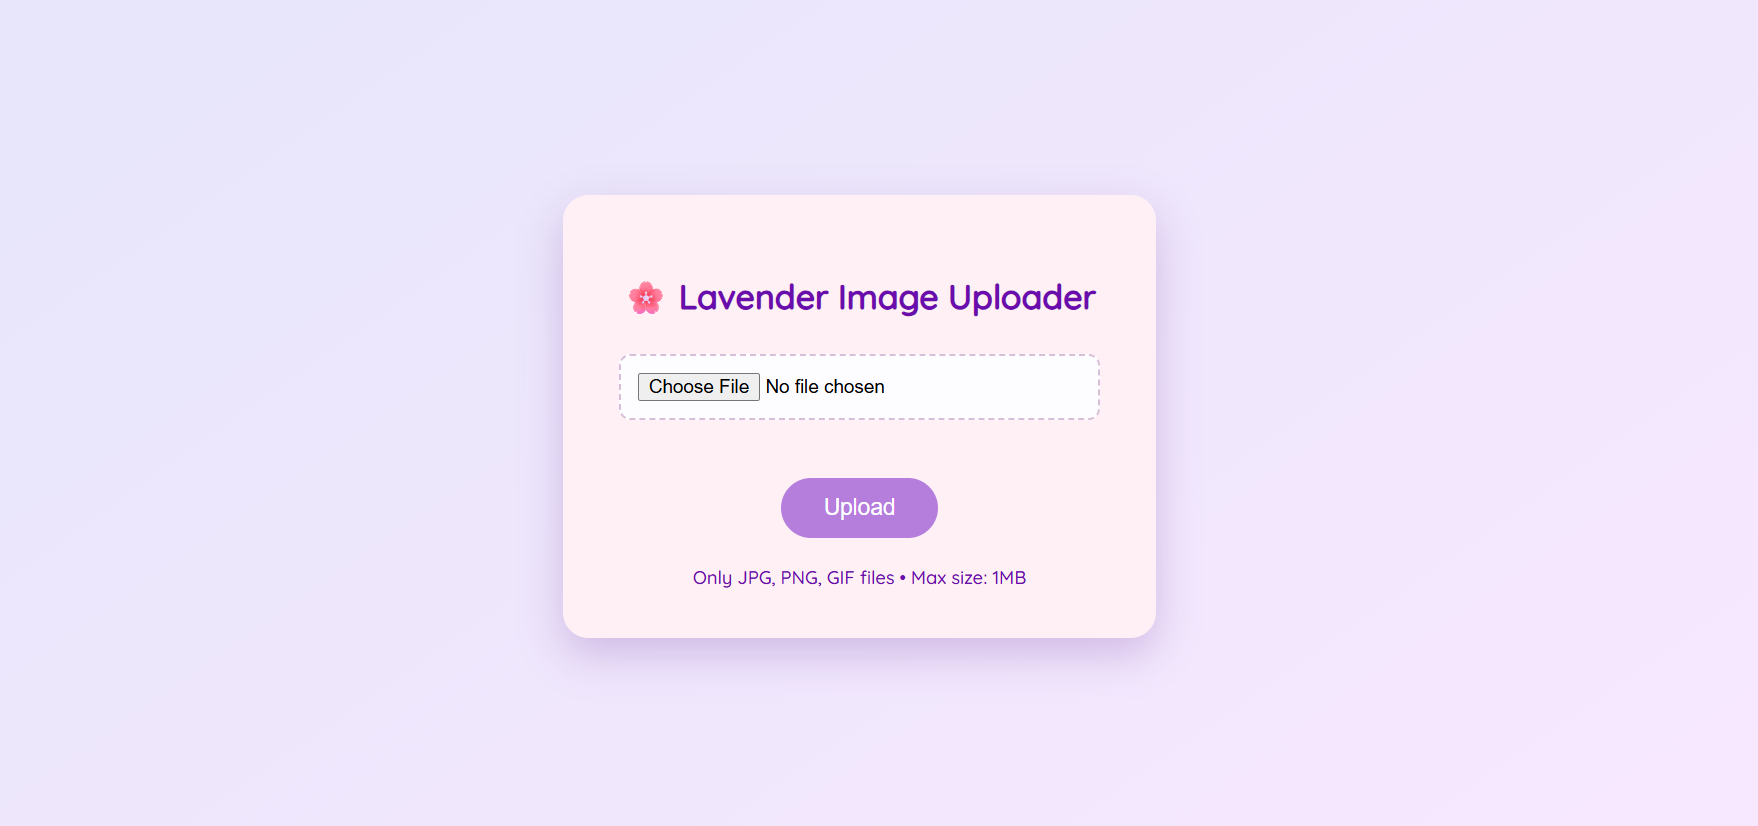 🌸 Lavender Image Uploader
Choose File No file chosen
Upload
Only JPG, PNG, GIF files • Max size: 1MB